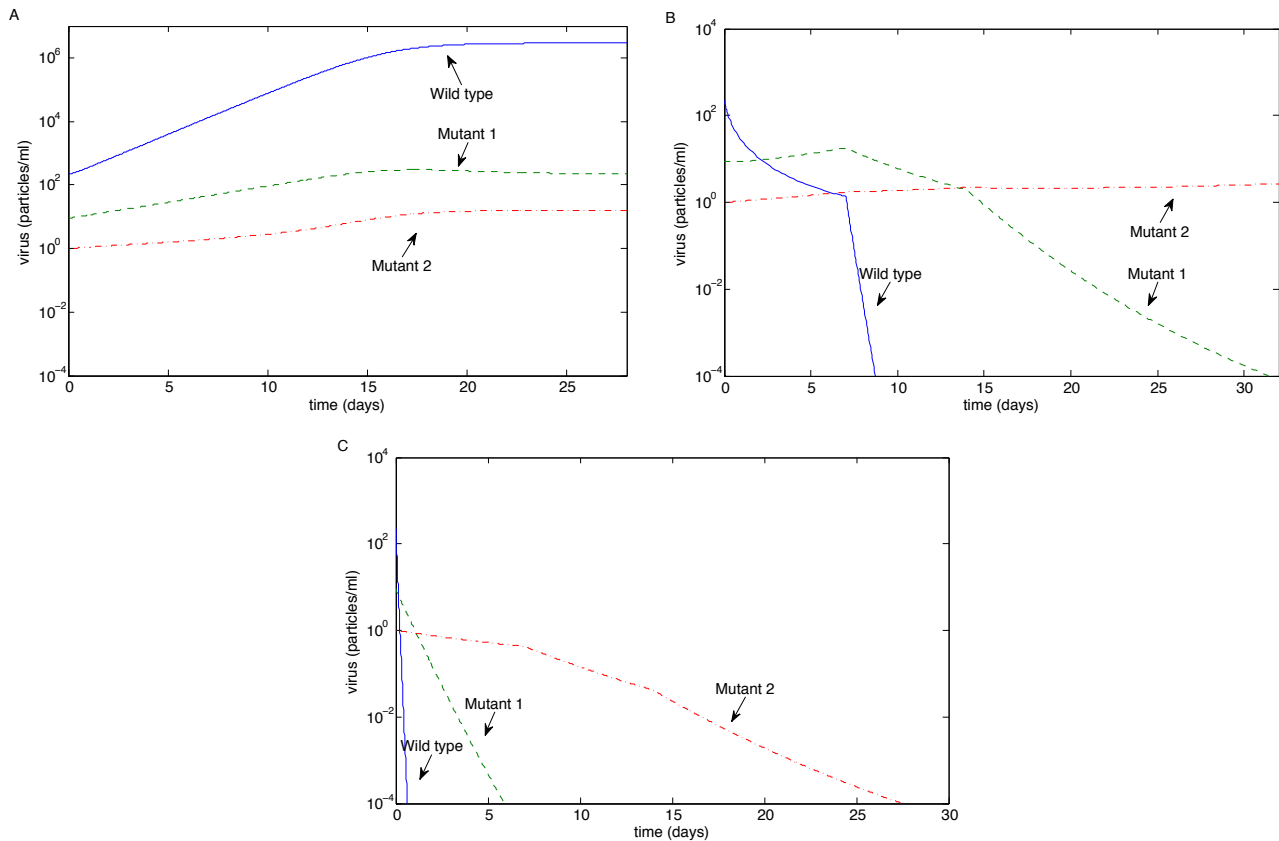 A
virus (particles/ml)
10^6
10^4
10^2
10^0
10^−2
10^−4
Wild type
Mutant 1
Mutant 2
0 5 10 15 20 25
time (days)
B
virus (particles/ml)
10^4
10^2
10^0
10^−2
10^−4
Mutant 2
Wild type
Mutant 1
0 5 10 15 20 25 30
time (days)
C
virus (particles/ml)
10^4
10^2
10^0
10^−2
10^−4
Mutant 2
Mutant 1
Wild type
0 5 10 15 20 25 30
time (days)